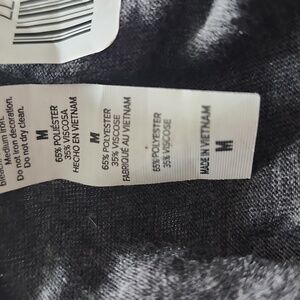 Medium iron.
Do not iron decoration.
Do not dry clean.
M
65% POLIÉSTER
35% VISCOSA
HECHO EN VIETNAM
M
65% POLYESTER
35% VISCOSE
FABRIQUÉ AU VIETNAM
65% POLYESTER
35% VISCOSE
MADE IN VIETNAM
M